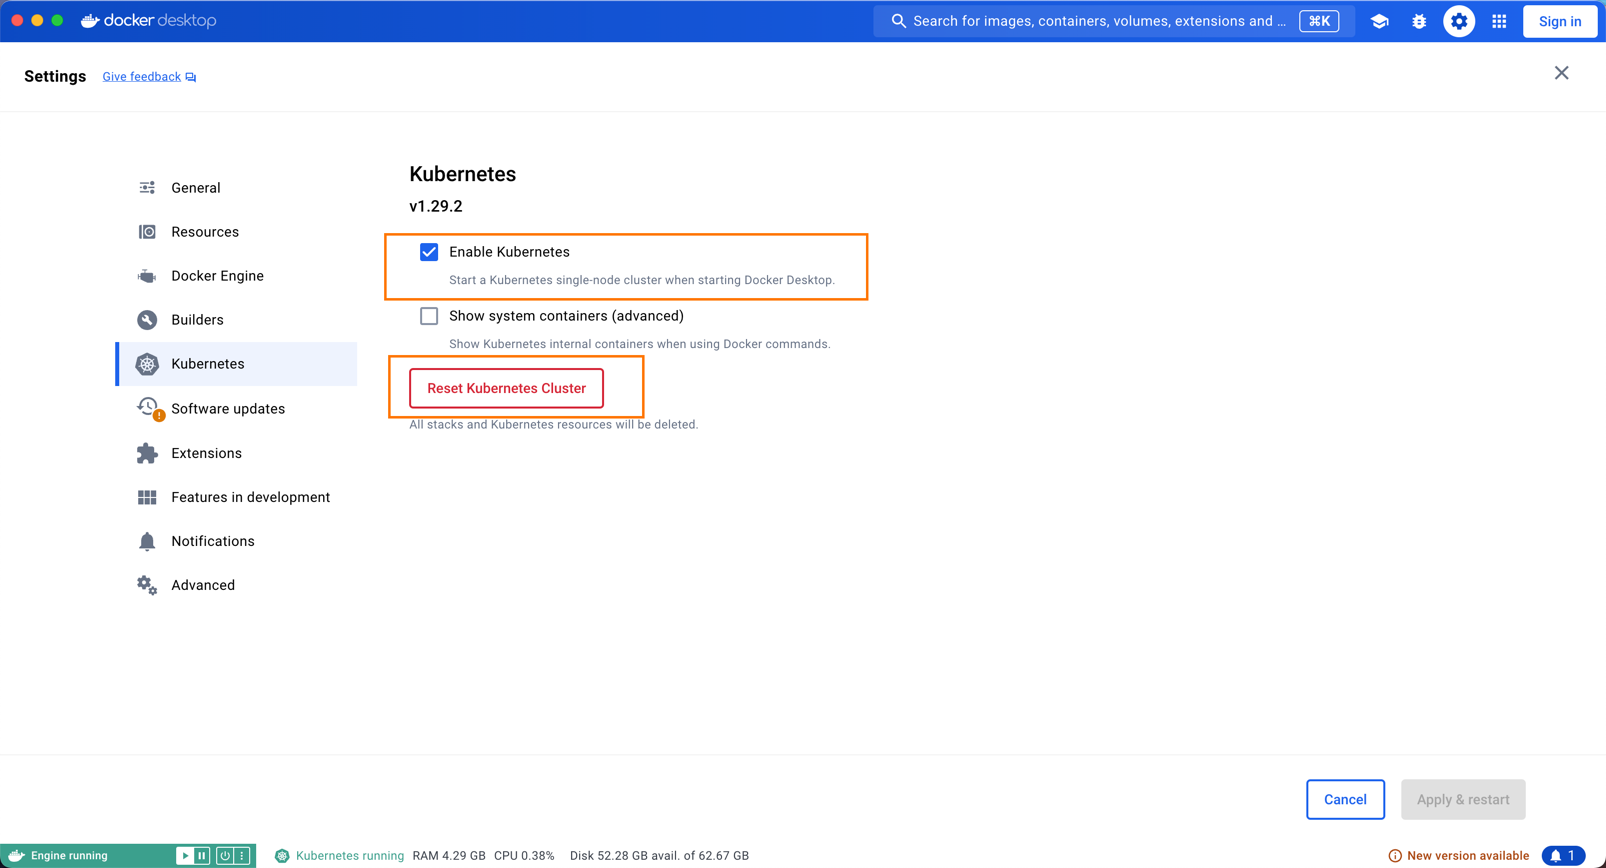 docker desktop
Search for images, containers, volumes, extensions and ...
⌘K
Sign in
Settings
Give feedback
General
Resources
Docker Engine
Builders
Kubernetes
Software updates
Extensions
Features in development
Notifications
Advanced
Kubernetes
v1.29.2
Enable Kubernetes
Start a Kubernetes single-node cluster when starting Docker Desktop.
Show system containers (advanced)
Show Kubernetes internal containers when using Docker commands.
Reset Kubernetes Cluster
All stacks and Kubernetes resources will be deleted.
Cancel
Apply & restart
Engine running
Kubernetes running
RAM 4.29 GB CPU 0.38% Disk 52.28 GB avail. of 62.67 GB
New version available
1